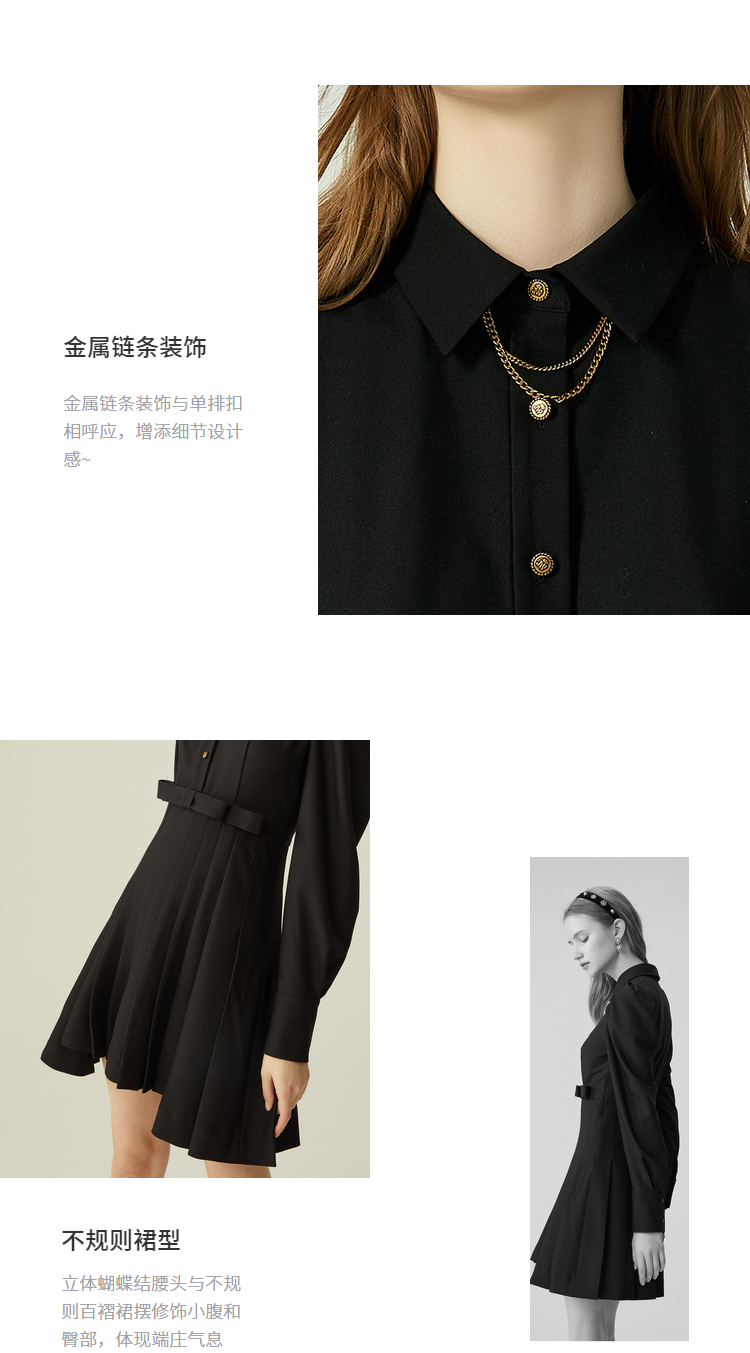 金属链条装饰
金属链条装饰与单排扣
相呼应，增添细节设计
感~
不规则裙型
立体蝴蝶结腰头与不规
则百褶裙摆修饰小腹和
臀部，体现端庄气息